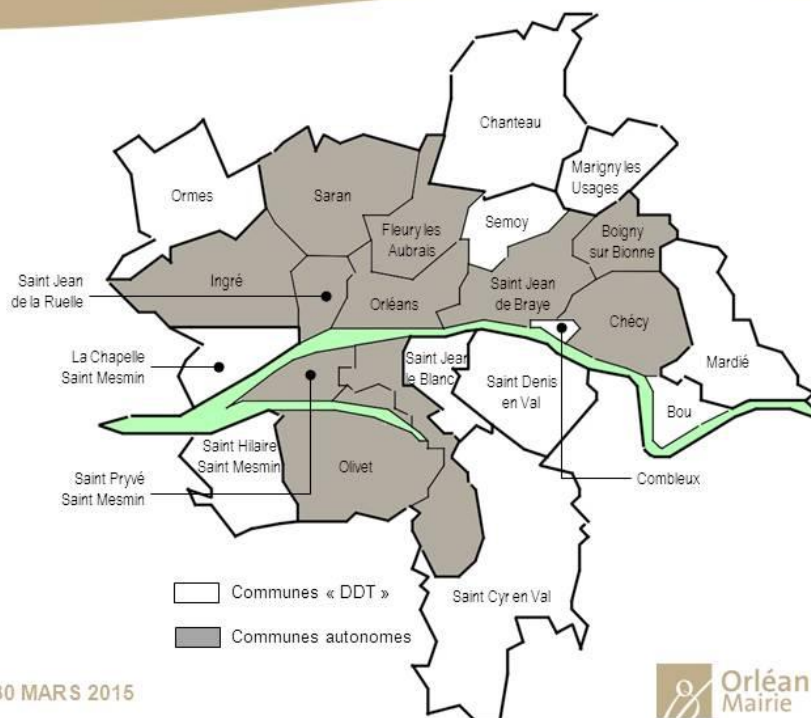 Chanteau
Marigny les
Usages
Ormes
Saran
Semoy
Fleury les
Aubrais
Boigny
sur Bionne
Saint Jean
de la Ruelle
Ingré
Orléans
Saint Jean
de Braye
Chécy
La Chapelle
Saint Mesmin
Saint Jean
le Blanc
Saint Denis
en Val
Mardié
Bou
Saint Hilaire
Saint Mesmin
Olivet
Saint Pryvé
Saint Mesmin
Combleux
Saint Cyr en Val
Communes « DDT »
Communes autonomes
30 MARS 2015
Orléan
Mairie